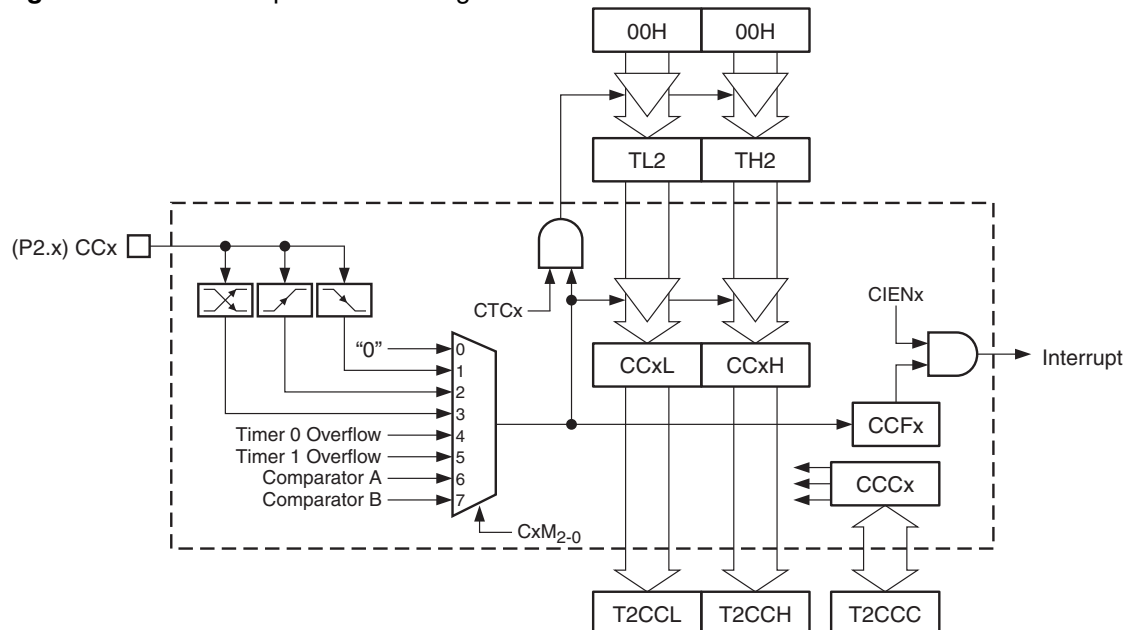 00H 00H
TL2 TH2
(P2.x) CCx
CTCx
CIENx
"0"
0
1
2
3
Timer 0 Overflow 4
Timer 1 Overflow 5
Comparator A 6
Comparator B 7
CxM2-0
CCxL CCxH
Interrupt
CCFx
CCCx
T2CCL T2CCH T2CCC